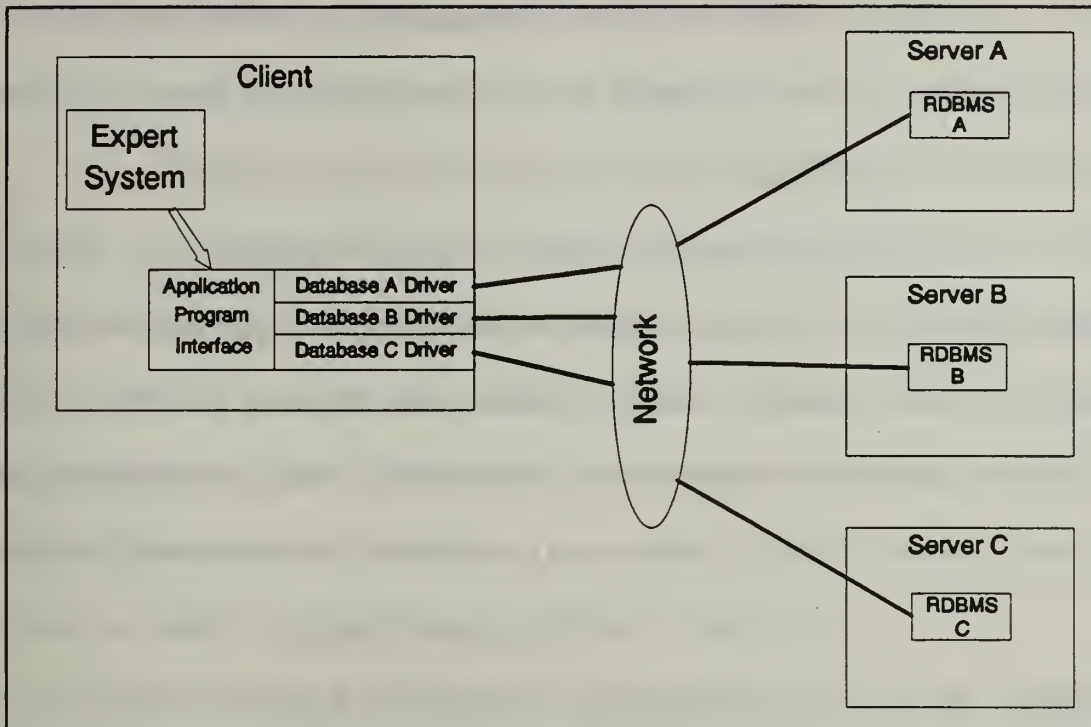 Client
Expert
System
Application
Program
Interface
Database A Driver
Database B Driver
Database C Driver
Network
Server A
RDBMS
A
Server B
RDBMS
B
Server C
RDBMS
C